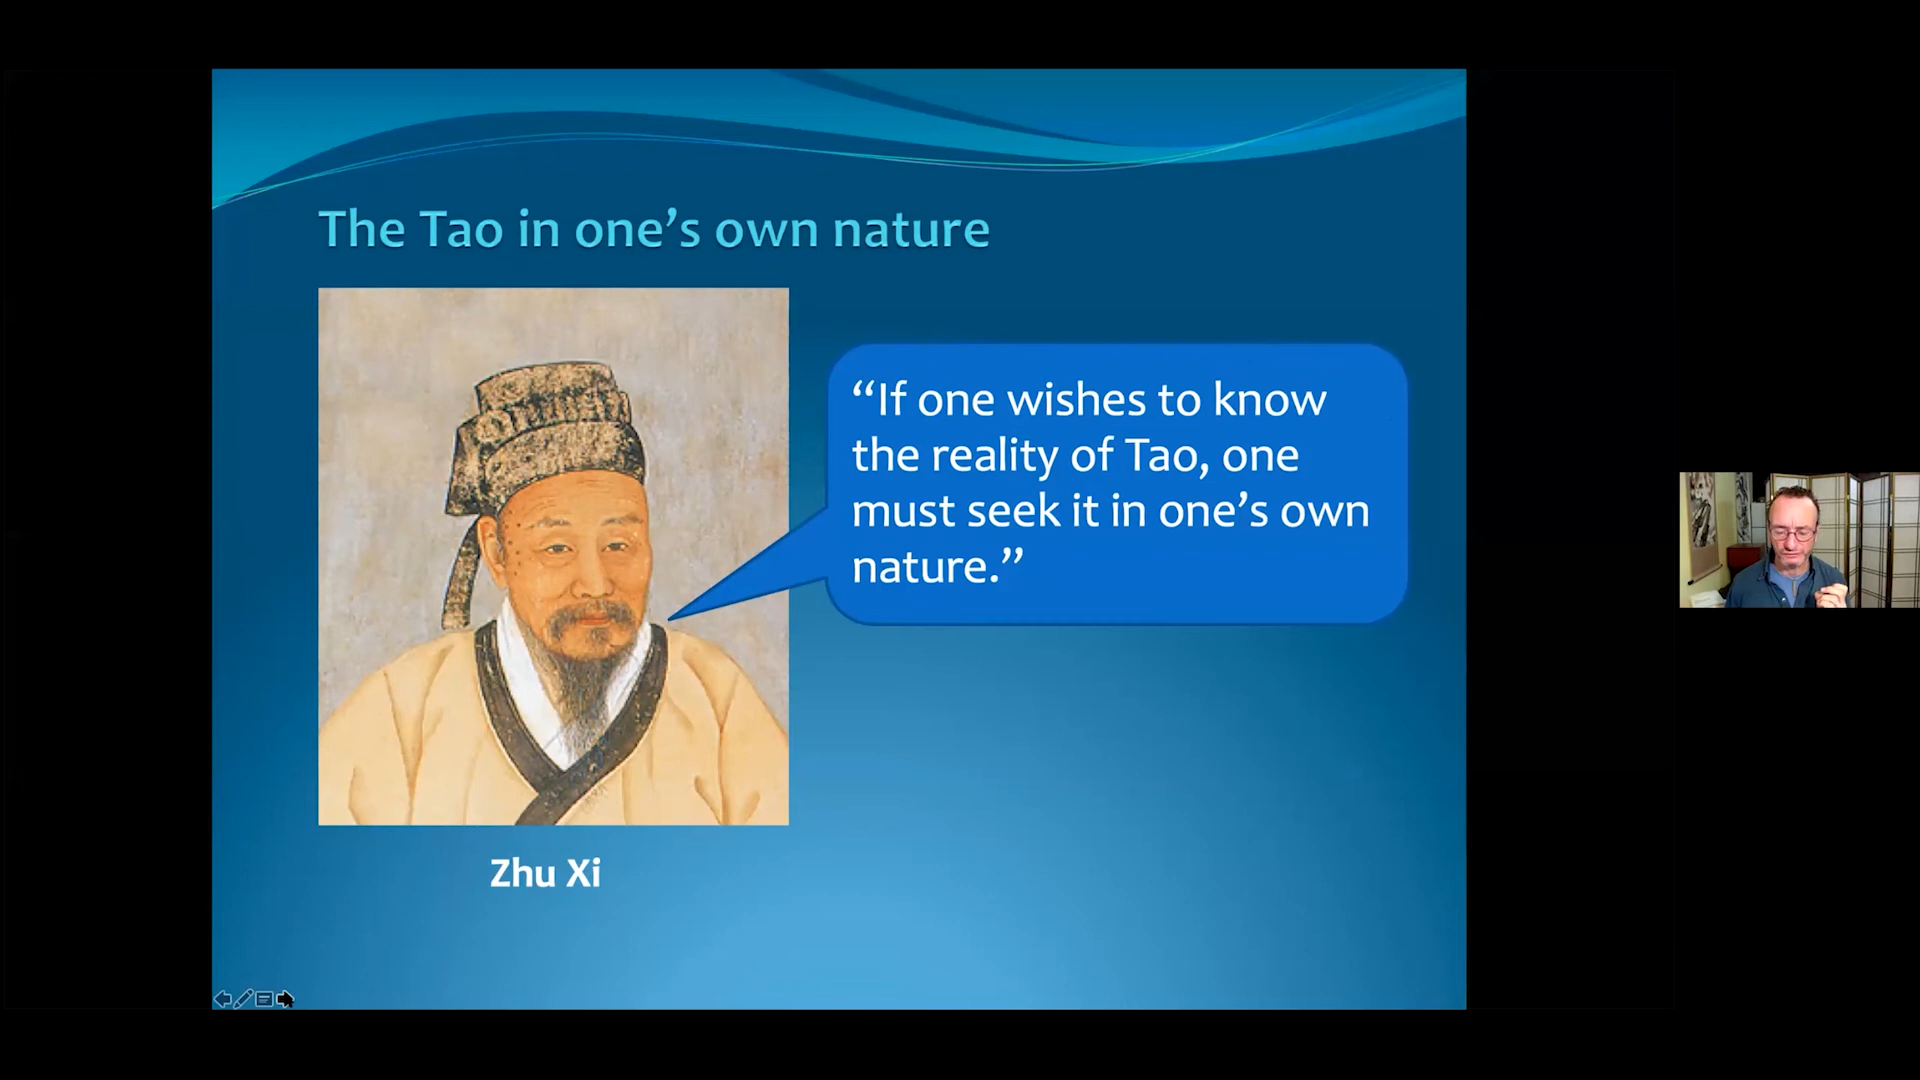 The Tao in one’s own nature
“If one wishes to know
the reality of Tao, one
must seek it in one’s own
nature.”
Zhu Xi